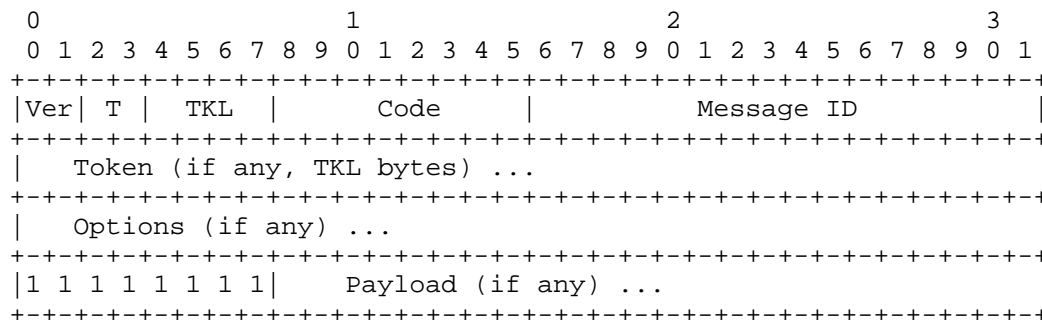 0                   1                   2                   3
 0 1 2 3 4 5 6 7 8 9 0 1 2 3 4 5 6 7 8 9 0 1 2 3 4 5 6 7 8 9 0 1
+-+-+-+-+-+-+-+-+-+-+-+-+-+-+-+-+-+-+-+-+-+-+-+-+-+-+-+-+-+-+-+-+
|Ver| T |  TKL  |      Code     |          Message ID           |
+-+-+-+-+-+-+-+-+-+-+-+-+-+-+-+-+-+-+-+-+-+-+-+-+-+-+-+-+-+-+-+-+
|   Token (if any, TKL bytes) ...
+-+-+-+-+-+-+-+-+-+-+-+-+-+-+-+-+-+-+-+-+-+-+-+-+-+-+-+-+-+-+-+-+
|   Options (if any) ...
+-+-+-+-+-+-+-+-+-+-+-+-+-+-+-+-+-+-+-+-+-+-+-+-+-+-+-+-+-+-+-+-+
|1 1 1 1 1 1 1 1|    Payload (if any) ...
+-+-+-+-+-+-+-+-+-+-+-+-+-+-+-+-+-+-+-+-+-+-+-+-+-+-+-+-+-+-+-+-+